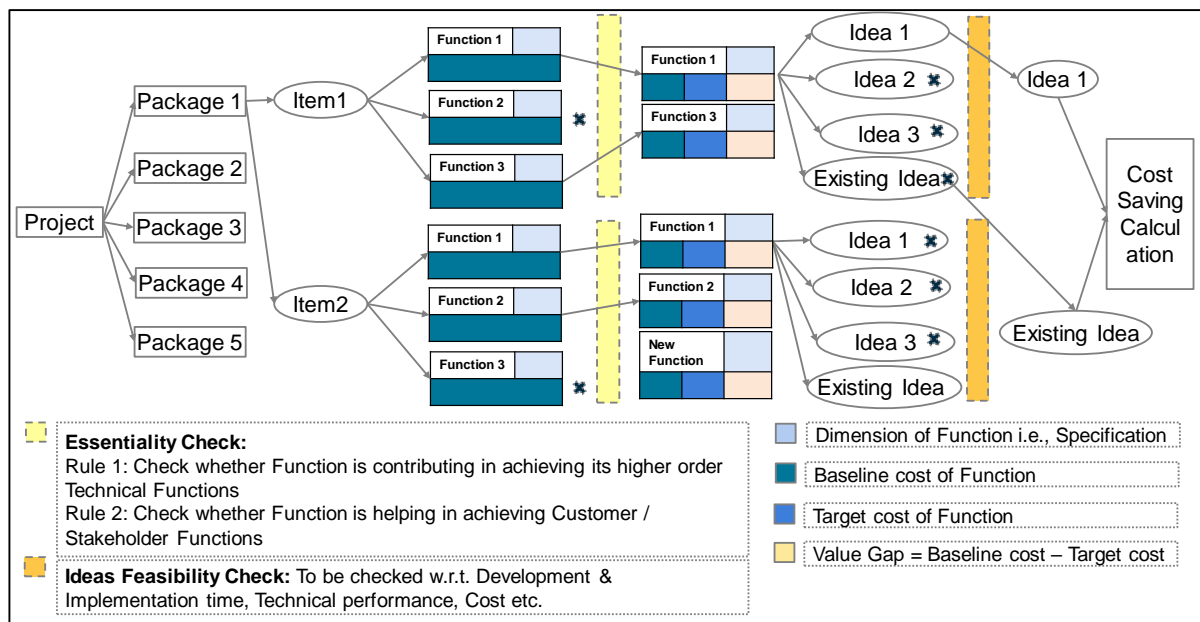 Project
Package 1
Package 2
Package 3
Package 4
Package 5
Item1
Item2
Function 1
Function 2
Function 3
Function 1
Function 2
Function 3
Function 1
Function 3
Function 1
Function 2
New
Function
Idea 1
Idea 2
Idea 3
Existing Idea
Idea 1
Idea 2
Idea 3
Existing Idea
Idea 1
Existing Idea
Cost
Saving
Calcul
ation
Essentiality Check:
Rule 1: Check whether Function is contributing in achieving its higher order
Technical Functions
Rule 2: Check whether Function is helping in achieving Customer /
Stakeholder Functions
Ideas Feasibility Check: To be checked w.r.t. Development &
Implementation time, Technical performance, Cost etc.
Dimension of Function i.e., Specification
Baseline cost of Function
Target cost of Function
Value Gap = Baseline cost – Target cost